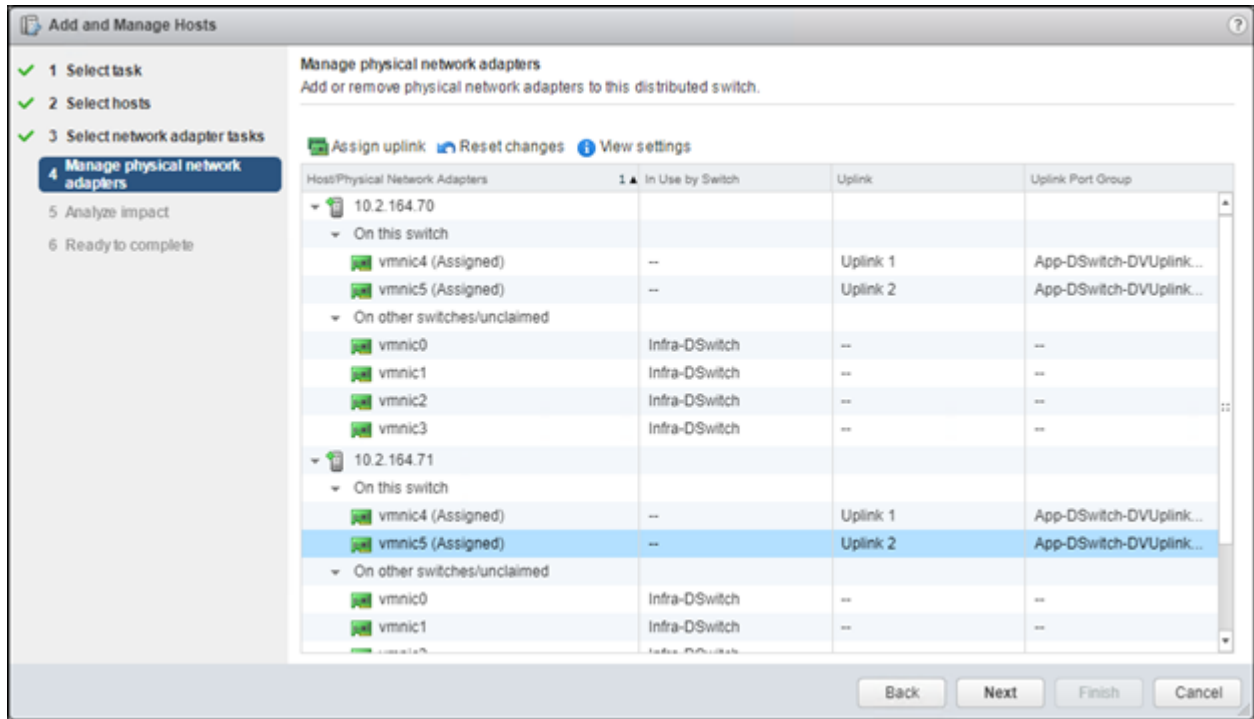 Add and Manage Hosts
?
1 Select task
2 Select hosts
3 Select network adapter tasks
4 Manage physical network adapters
5 Analyze impact
6 Ready to complete
Manage physical network adapters
Add or remove physical network adapters to this distributed switch.
Assign uplink Reset changes View settings
Host/Physical Network Adapters 1 ▲ In Use by Switch Uplink Uplink Port Group
10.2.164.70
On this switch
vmnic4 (Assigned) -- Uplink 1 App-DSwitch-DVUplink...
vmnic5 (Assigned) -- Uplink 2 App-DSwitch-DVUplink...
On other switches/unclaimed
vmnic0 Infra-DSwitch -- --
vmnic1 Infra-DSwitch -- --
vmnic2 Infra-DSwitch -- --
vmnic3 Infra-DSwitch -- --
10.2.164.71
On this switch
vmnic4 (Assigned) -- Uplink 1 App-DSwitch-DVUplink...
vmnic5 (Assigned) -- Uplink 2 App-DSwitch-DVUplink...
On other switches/unclaimed
vmnic0 Infra-DSwitch -- --
vmnic1 Infra-DSwitch -- --
Back Next Finish Cancel